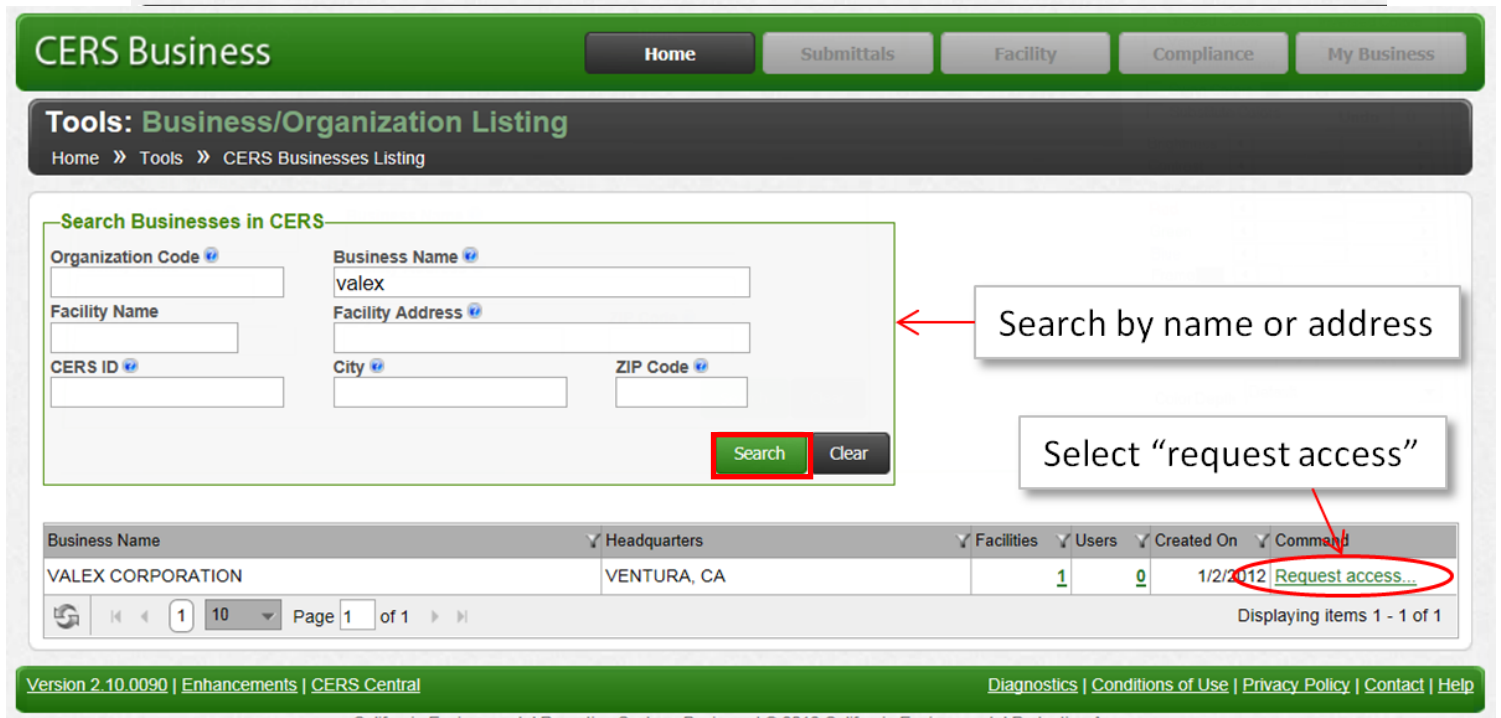 CERS Business
Home Submittals Facility Compliance My Business
Tools: Business/Organization Listing
Home » Tools » CERS Businesses Listing
Search Businesses in CERS
Organization Code Business Name
valex
Facility Name Facility Address
CERS ID City ZIP Code
Search Clear
Search by name or address
Select “request access”
Business Name Headquarters Facilities Users Created On Command
VALEX CORPORATION VENTURA, CA 1 0 1/2/2012 Request access...
1 10 Page 1 of 1 Displaying items 1 - 1 of 1
Version 2.10.0090 | Enhancements | CERS Central Diagnostics | Conditions of Use | Privacy Policy | Contact | Help